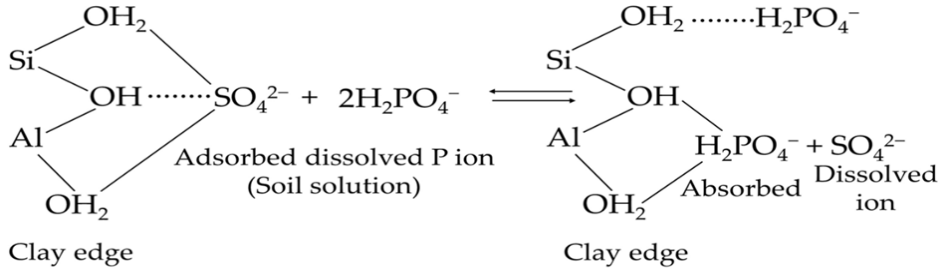 OH₂ OH₂ ········H₂PO₄⁻
Si Si
OH ········SO₄²⁻ + 2H₂PO₄⁻ OH
Al Adsorbed dissolved P ion Al H₂PO₄⁻ + SO₄²⁻
(Soil solution) Absorbed Dissolved
OH₂ OH₂ ion
Clay edge Clay edge